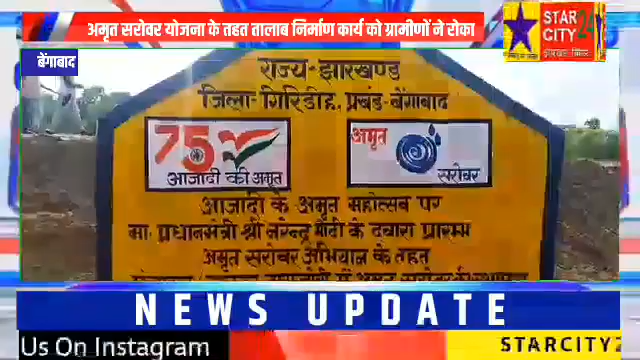 अमृत सरोवर योजना के तहत तालाब निर्माण कार्य को ग्रामीणों ने रोका
STAR
CITY 24
बेंगाबाद
राज्य-झारखण्ड
जिला-गिरिडीह, प्रखंड-बेंगाबाद
75
आजादी की अमृत
अमृत
सरोवर
आजादी के अमृत महोत्सव पर
मा. प्रधानमंत्री श्री नरेन्द्र मोदी के द्वारा प्रारम्भ
अमृत सरोवर अभियान के तहत
NEWS UPDATE
Us On Instagram
STARCITY2